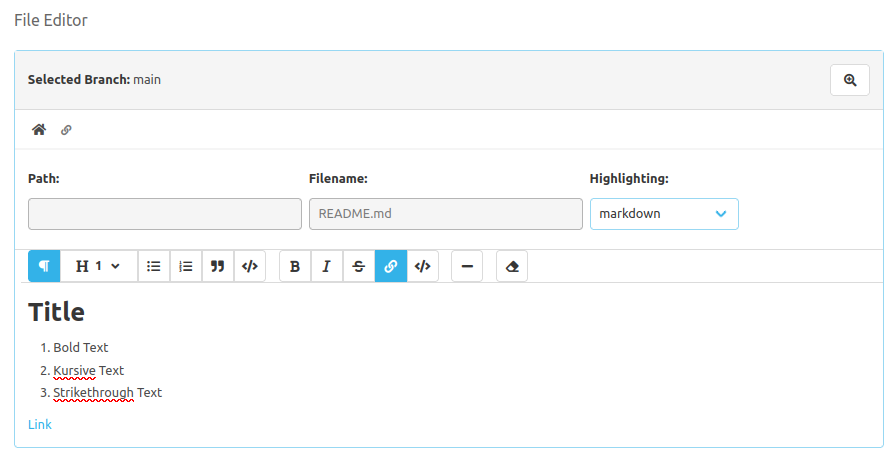 File Editor
Selected Branch: main
Path: Filename: Highlighting:
README.md markdown
H 1 B I S
Title
1. Bold Text
2. Kursive Text
3. Strikethrough Text
Link